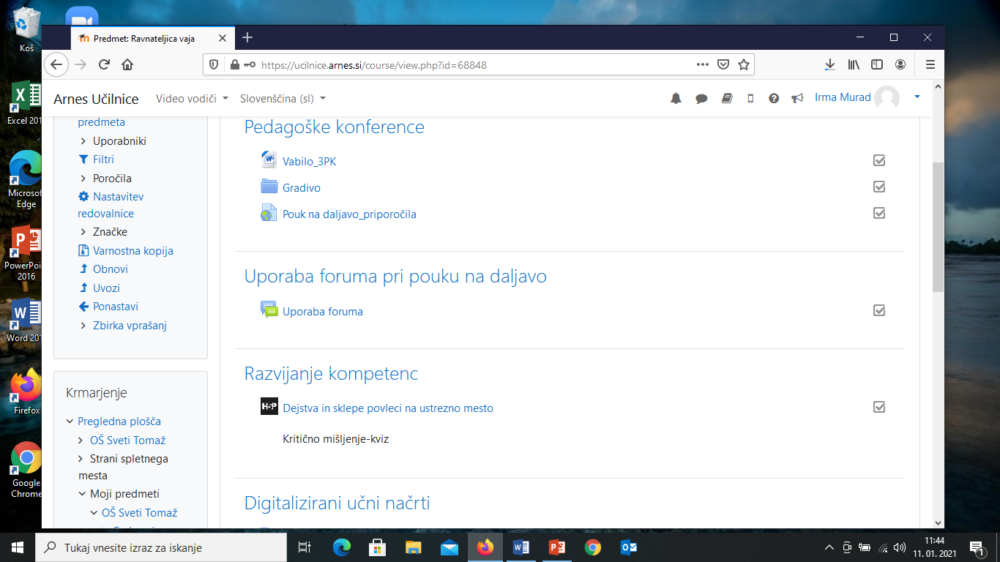 Koš
Excel 201
Microsof
Edge
PowerPoi
2016
Word 201
Firefox
Google
Chrome
Predmet: Ravnateljica vaja
https://ucilnice.arnes.si/course/view.php?id=68848
Arnes Učilnice
Video vodiči
Slovenščina (sl)
Irma Murad
predmeta
Uporabniki
Filtri
Poročila
Nastavitev
redovalnice
Značke
Varnostna kopija
Obnovi
Uvozi
Ponastavi
Zbirka vprašanj
Krmarjenje
Pregledna plošča
OŠ Sveti Tomaž
Strani spletnega
mesta
Moji predmeti
OŠ Sveti Tomaž
Pedagoške konference
Vabilo_3PK
Gradivo
Pouk na daljavo_priporočila
Uporaba foruma pri pouku na daljavo
Uporaba foruma
Razvijanje kompetenc
H-P Dejstva in sklepe povleci na ustrezno mesto
Kritično mišljenje-kviz
Digitalizirani učni načrti
Tukaj vnesite izraz za iskanje
11:44
11. 01. 2021
1